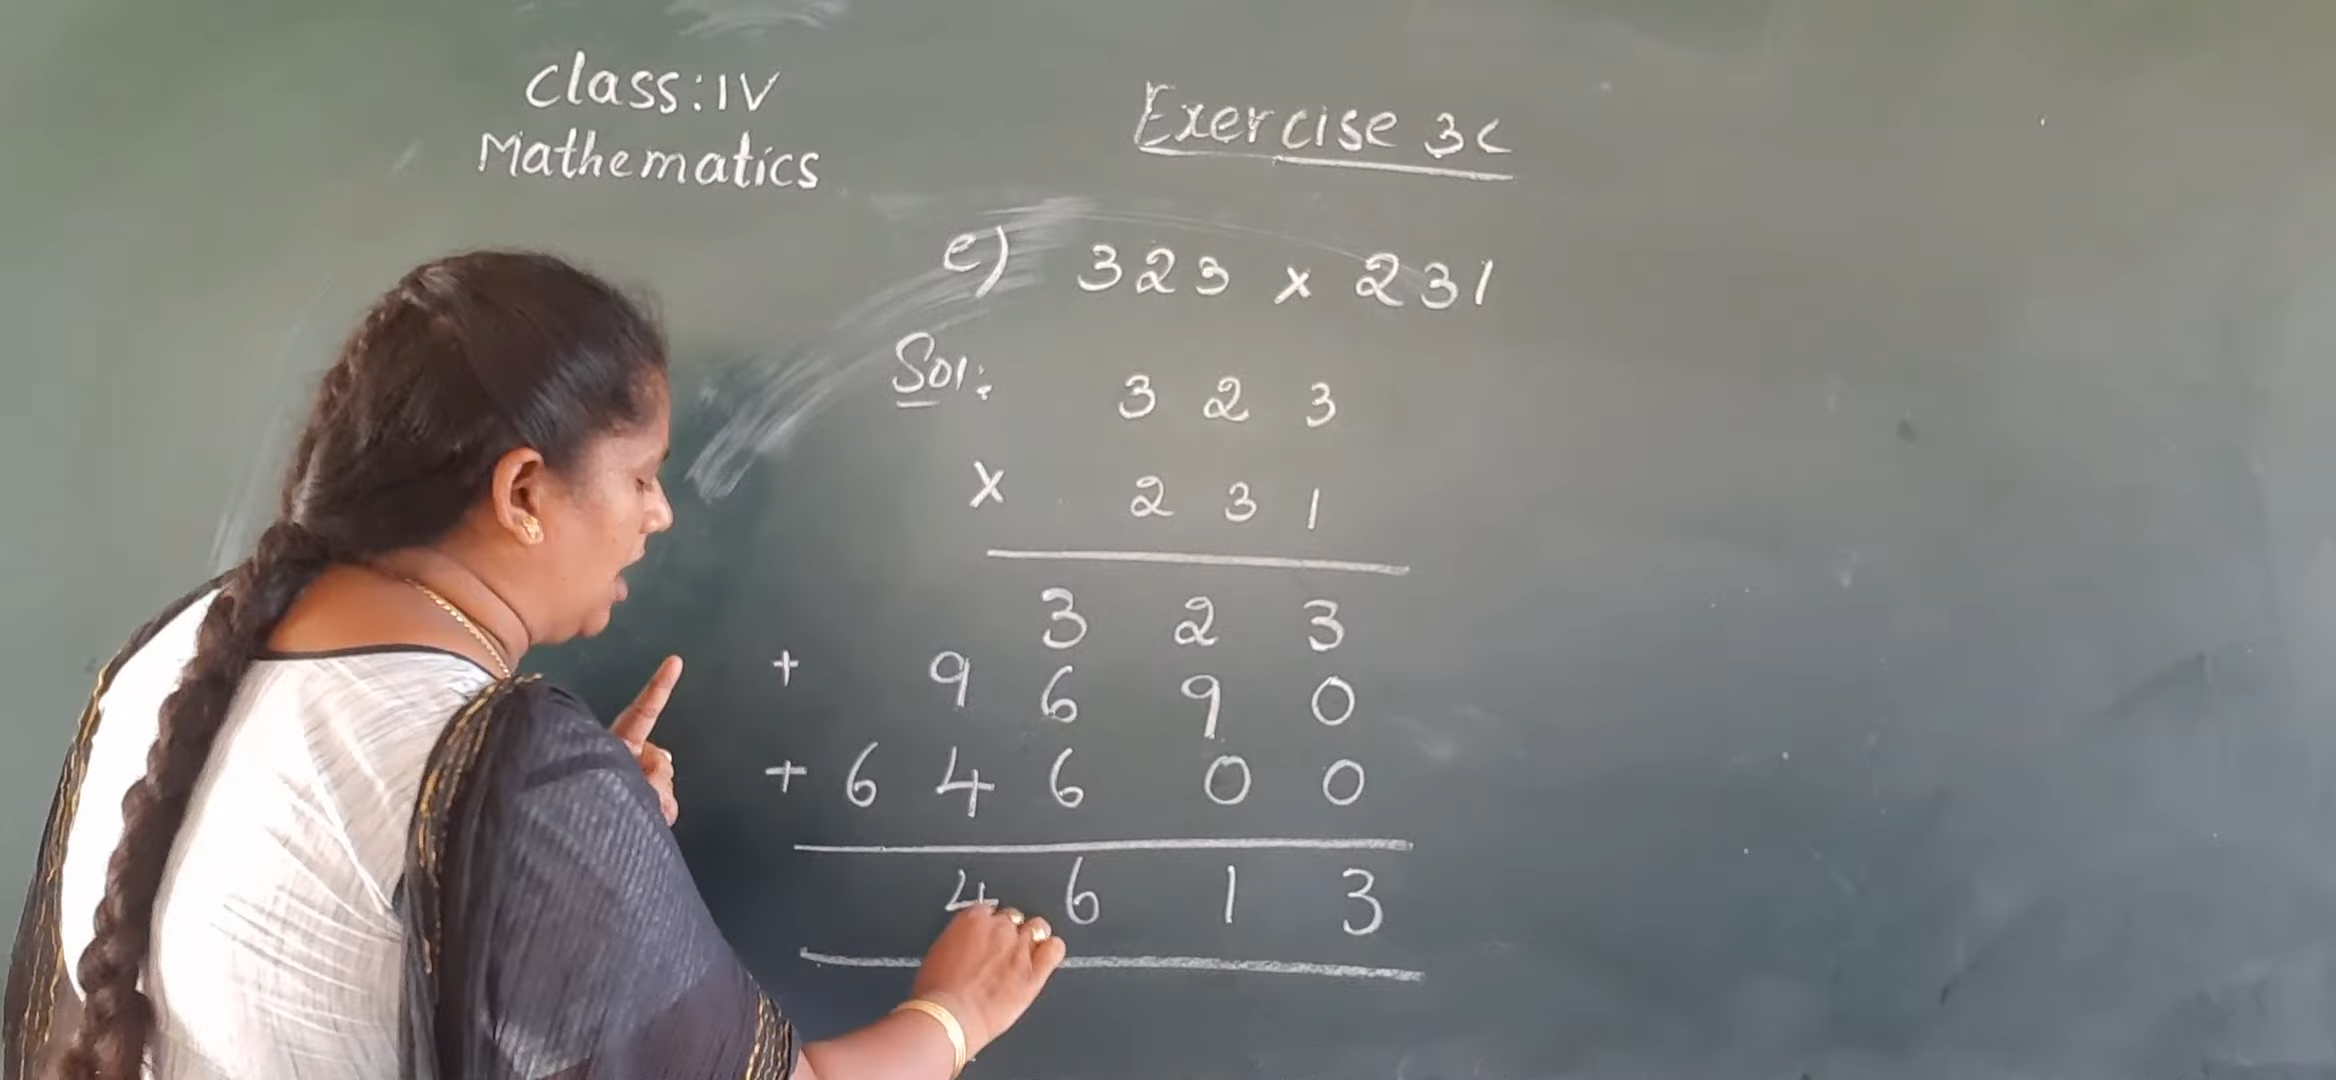 Class:IV
Mathematics
Exercise 3c
e) 323 x 231
Sol:
3 2 3
x 2 3 1
3 2 3
+ 9 6 9 0
+ 6 4 6 0 0
4 6 1 3